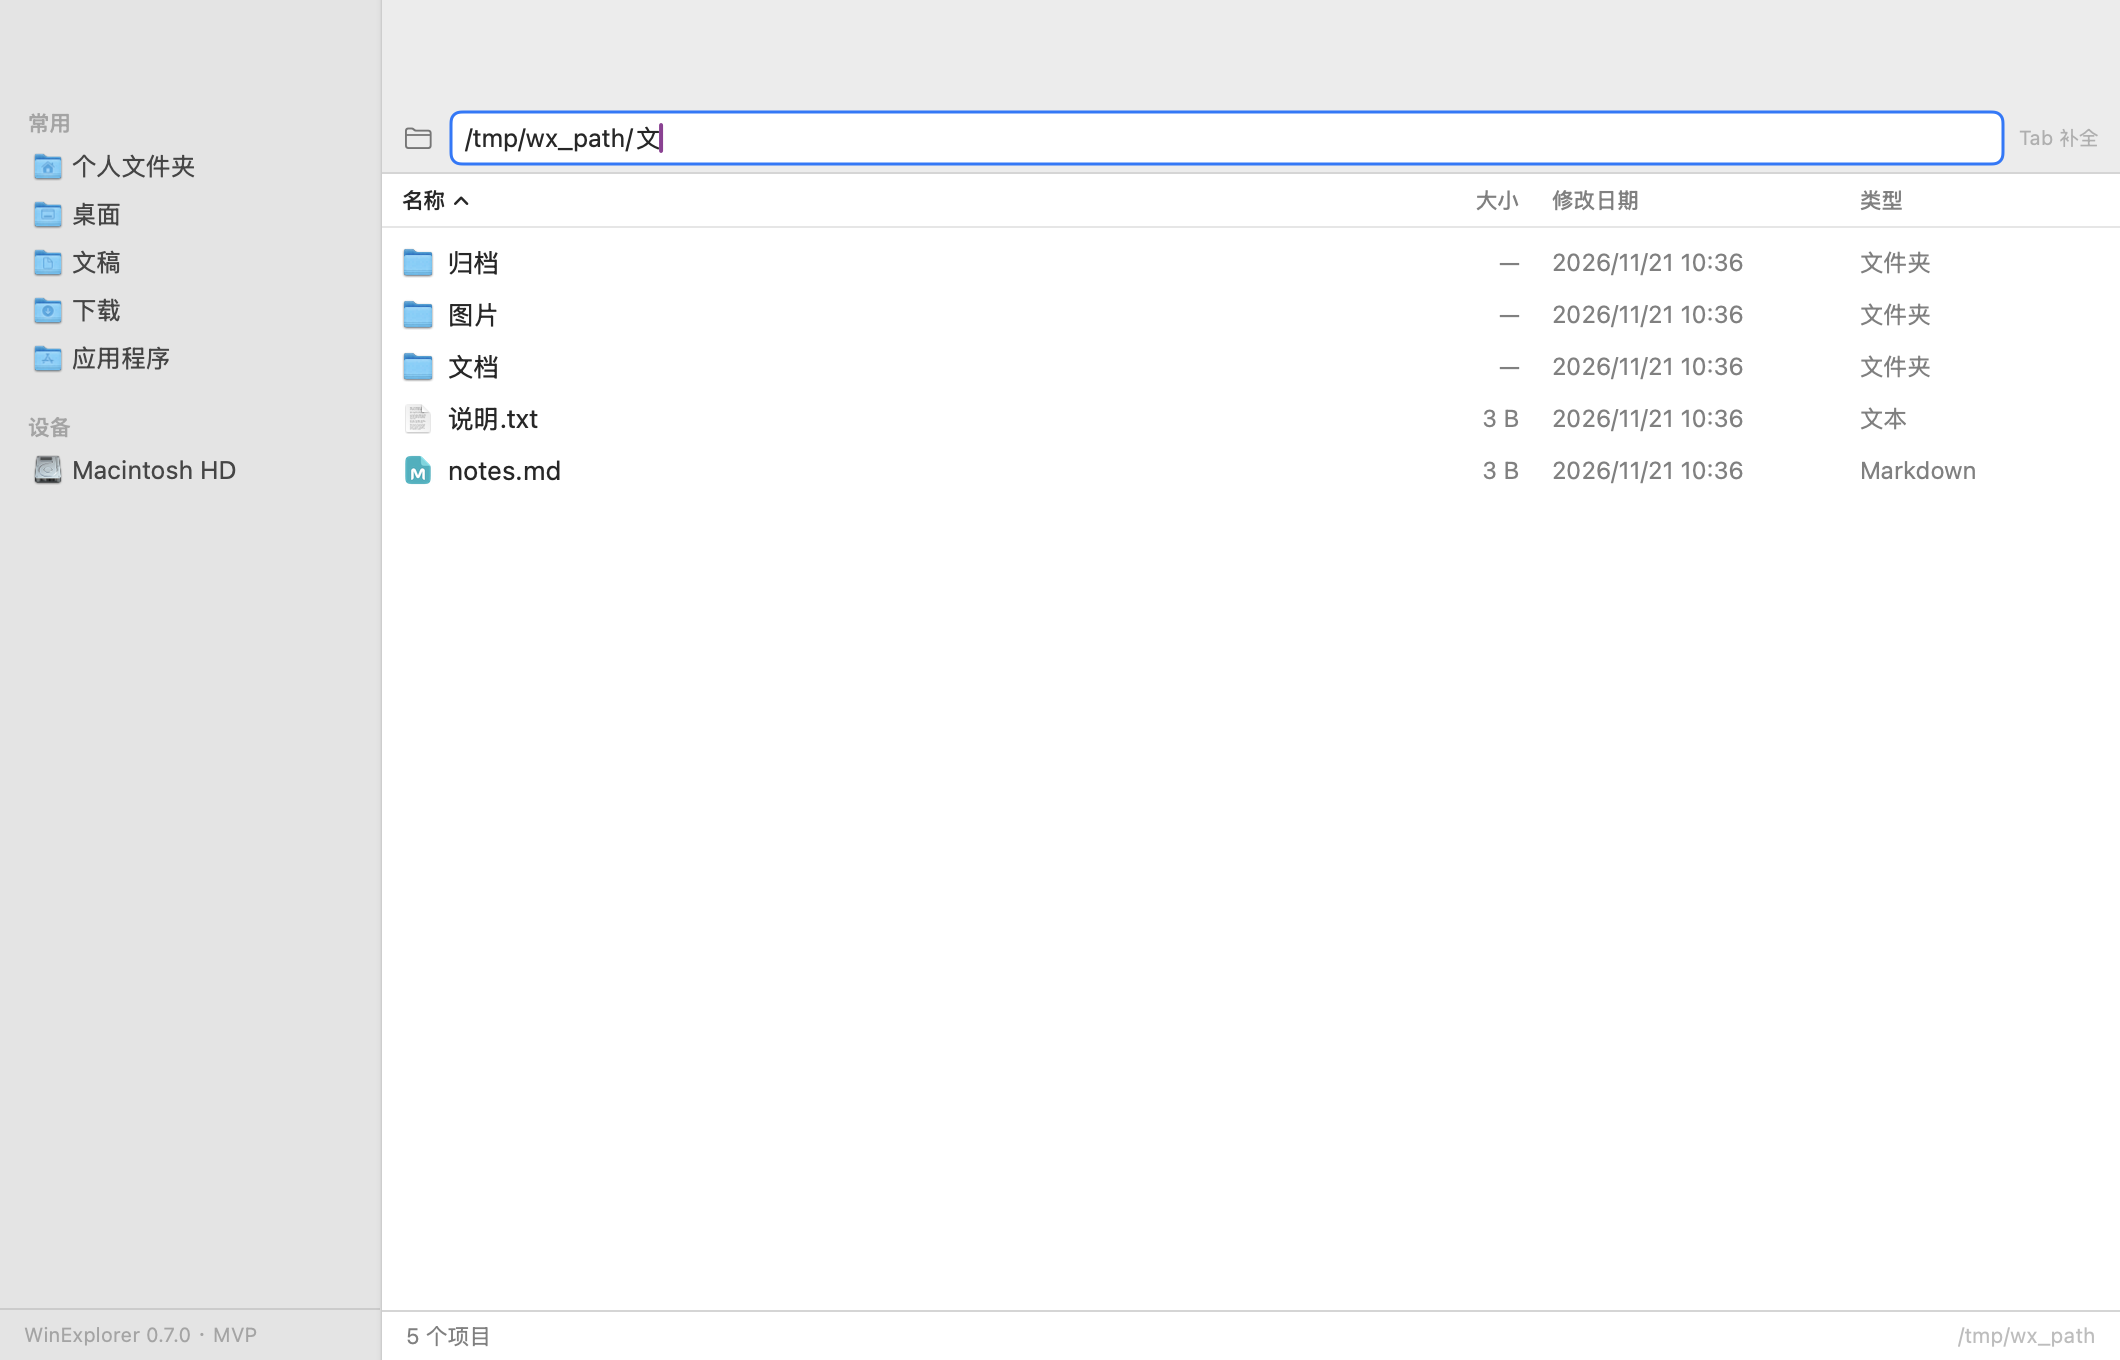 常用
个人文件夹
桌面
文稿
下载
应用程序
设备
Macintosh HD
WinExplorer 0.7.0 · MVP
/tmp/wx_path/文
Tab 补全
名称 大小 修改日期 类型
归档 — 2026/11/21 10:36 文件夹
图片 — 2026/11/21 10:36 文件夹
文档 — 2026/11/21 10:36 文件夹
说明.txt 3 B 2026/11/21 10:36 文本
notes.md 3 B 2026/11/21 10:36 Markdown
5 个项目
/tmp/wx_path